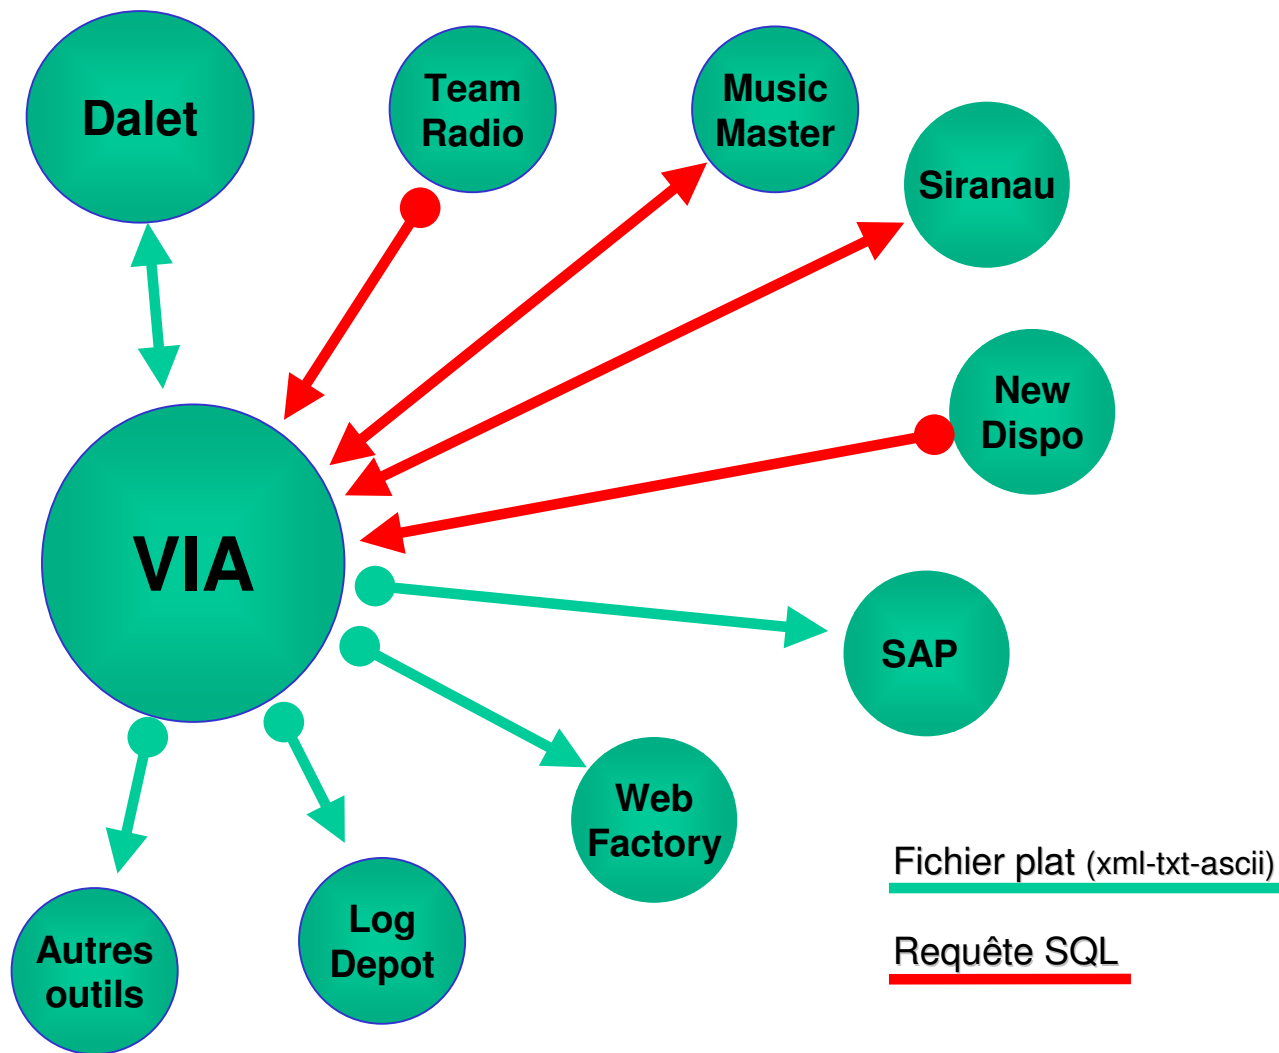 Dalet
Team
Radio
Music
Master
Siranau
New
Dispo
VIA
SAP
Web
Factory
Fichier plat (xml-txt-ascii)
Log
Depot
Autres
outils
Requête SQL